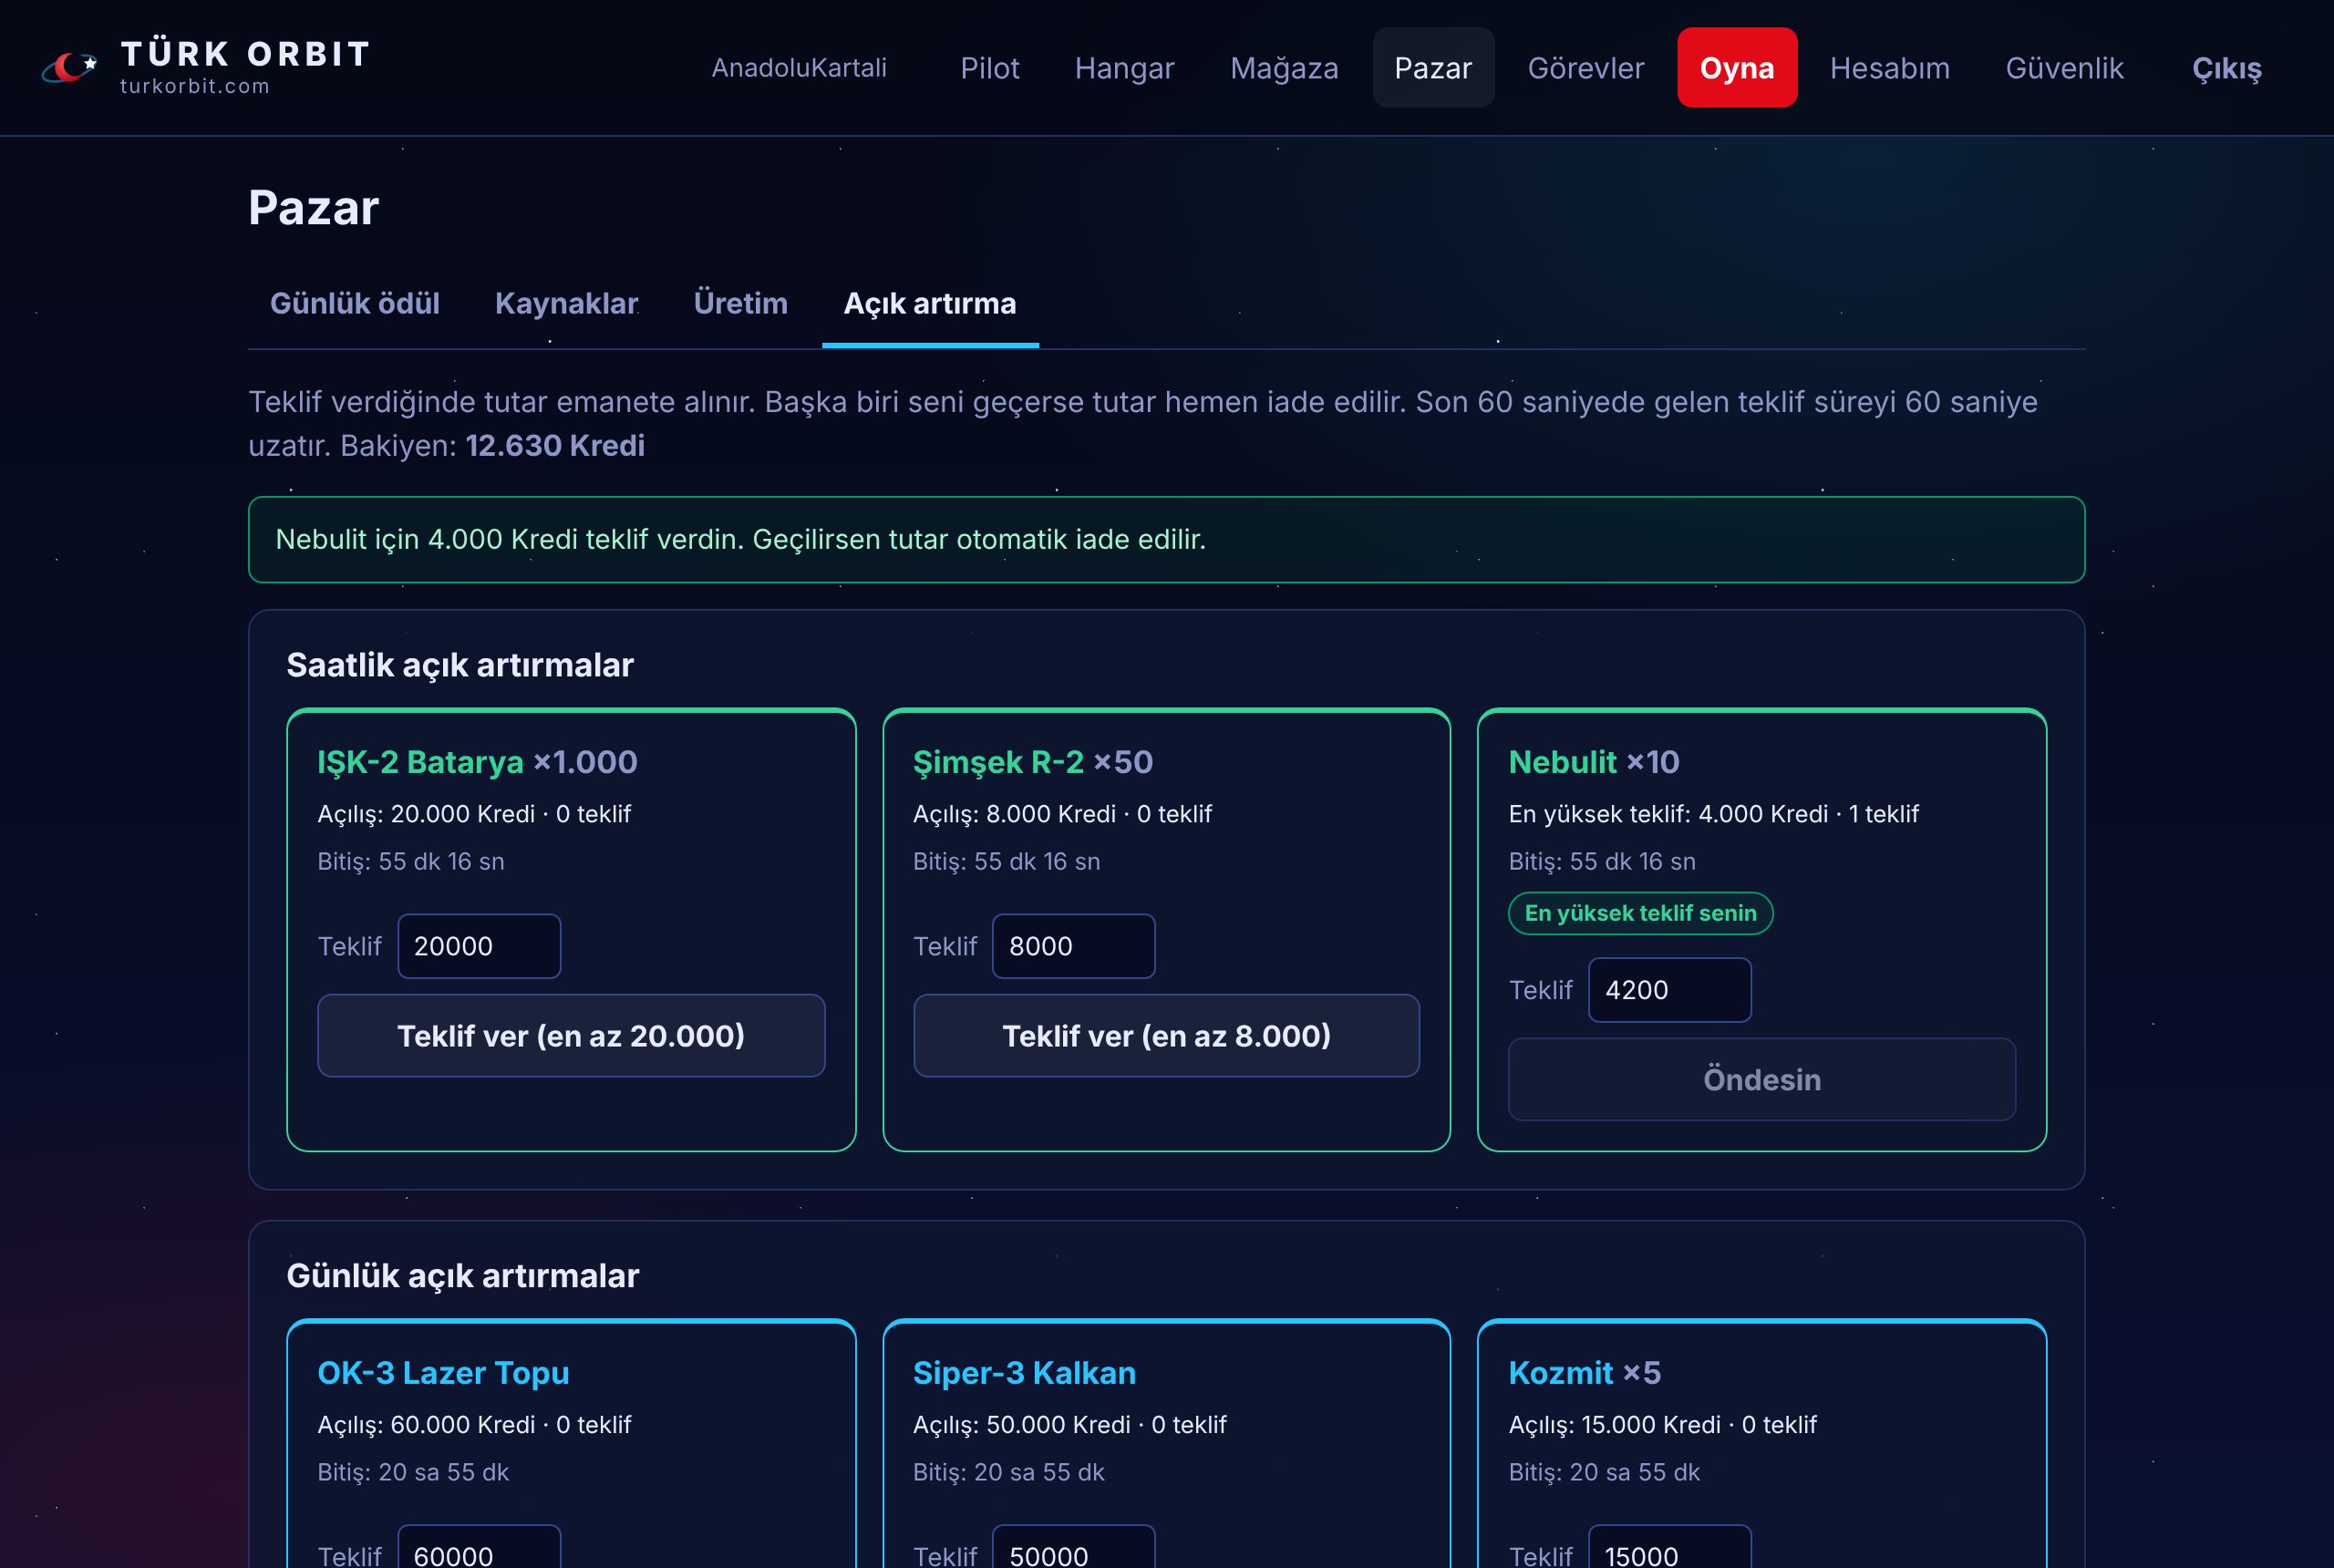 TÜRK ORBIT
turkorbit.com
AnadoluKartali Pilot Hangar Mağaza Pazar Görevler Oyna Hesabım Güvenlik Çıkış
Pazar
Günlük ödül Kaynaklar Üretim Açık artırma
Teklif verdiğinde tutar emanete alınır. Başka biri seni geçerse tutar hemen iade edilir. Son 60 saniyede gelen teklif süreyi 60 saniye
uzatır. Bakiyen: 12.630 Kredi
Nebulit için 4.000 Kredi teklif verdin. Geçilirsen tutar otomatik iade edilir.
Saatlik açık artırmalar
IŞK-2 Batarya ×1.000
Açılış: 20.000 Kredi · 0 teklif
Bitiş: 55 dk 16 sn
Teklif 20000
Teklif ver (en az 20.000)
Şimşek R-2 ×50
Açılış: 8.000 Kredi · 0 teklif
Bitiş: 55 dk 16 sn
Teklif 8000
Teklif ver (en az 8.000)
Nebulit ×10
En yüksek teklif: 4.000 Kredi · 1 teklif
Bitiş: 55 dk 16 sn
En yüksek teklif senin
Teklif 4200
Öndesin
Günlük açık artırmalar
OK-3 Lazer Topu
Açılış: 60.000 Kredi · 0 teklif
Bitiş: 20 sa 55 dk
Teklif 60000
Siper-3 Kalkan
Açılış: 50.000 Kredi · 0 teklif
Bitiş: 20 sa 55 dk
Teklif 50000
Kozmit ×5
Açılış: 15.000 Kredi · 0 teklif
Bitiş: 20 sa 55 dk
Teklif 15000